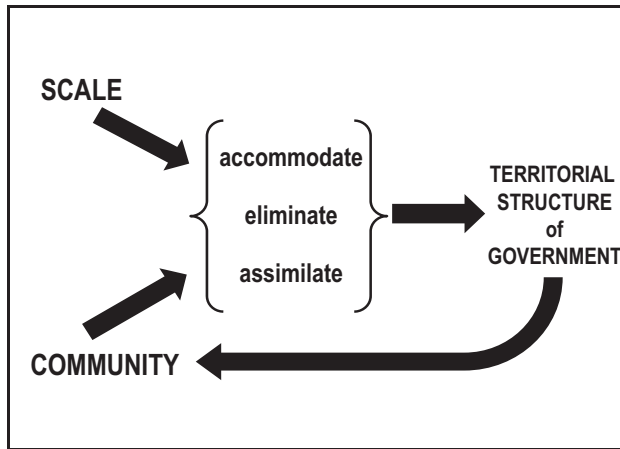 SCALE
accommodate
eliminate
assimilate
TERRITORIAL
STRUCTURE
of
GOVERNMENT
COMMUNITY